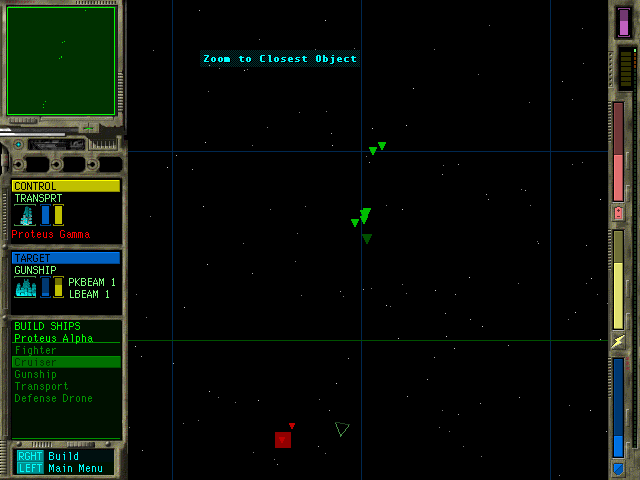 Zoom to Closest Object
CONTROL
TRANSPRT
Proteus Gamma
TARGET
GUNSHIP
PKBEAM 1
LBEAM 1
BUILD SHIPS
Proteus Alpha
Fighter
Cruiser
Gunship
Transport
Defense Drone
RGHT Build
LEFT Main Menu